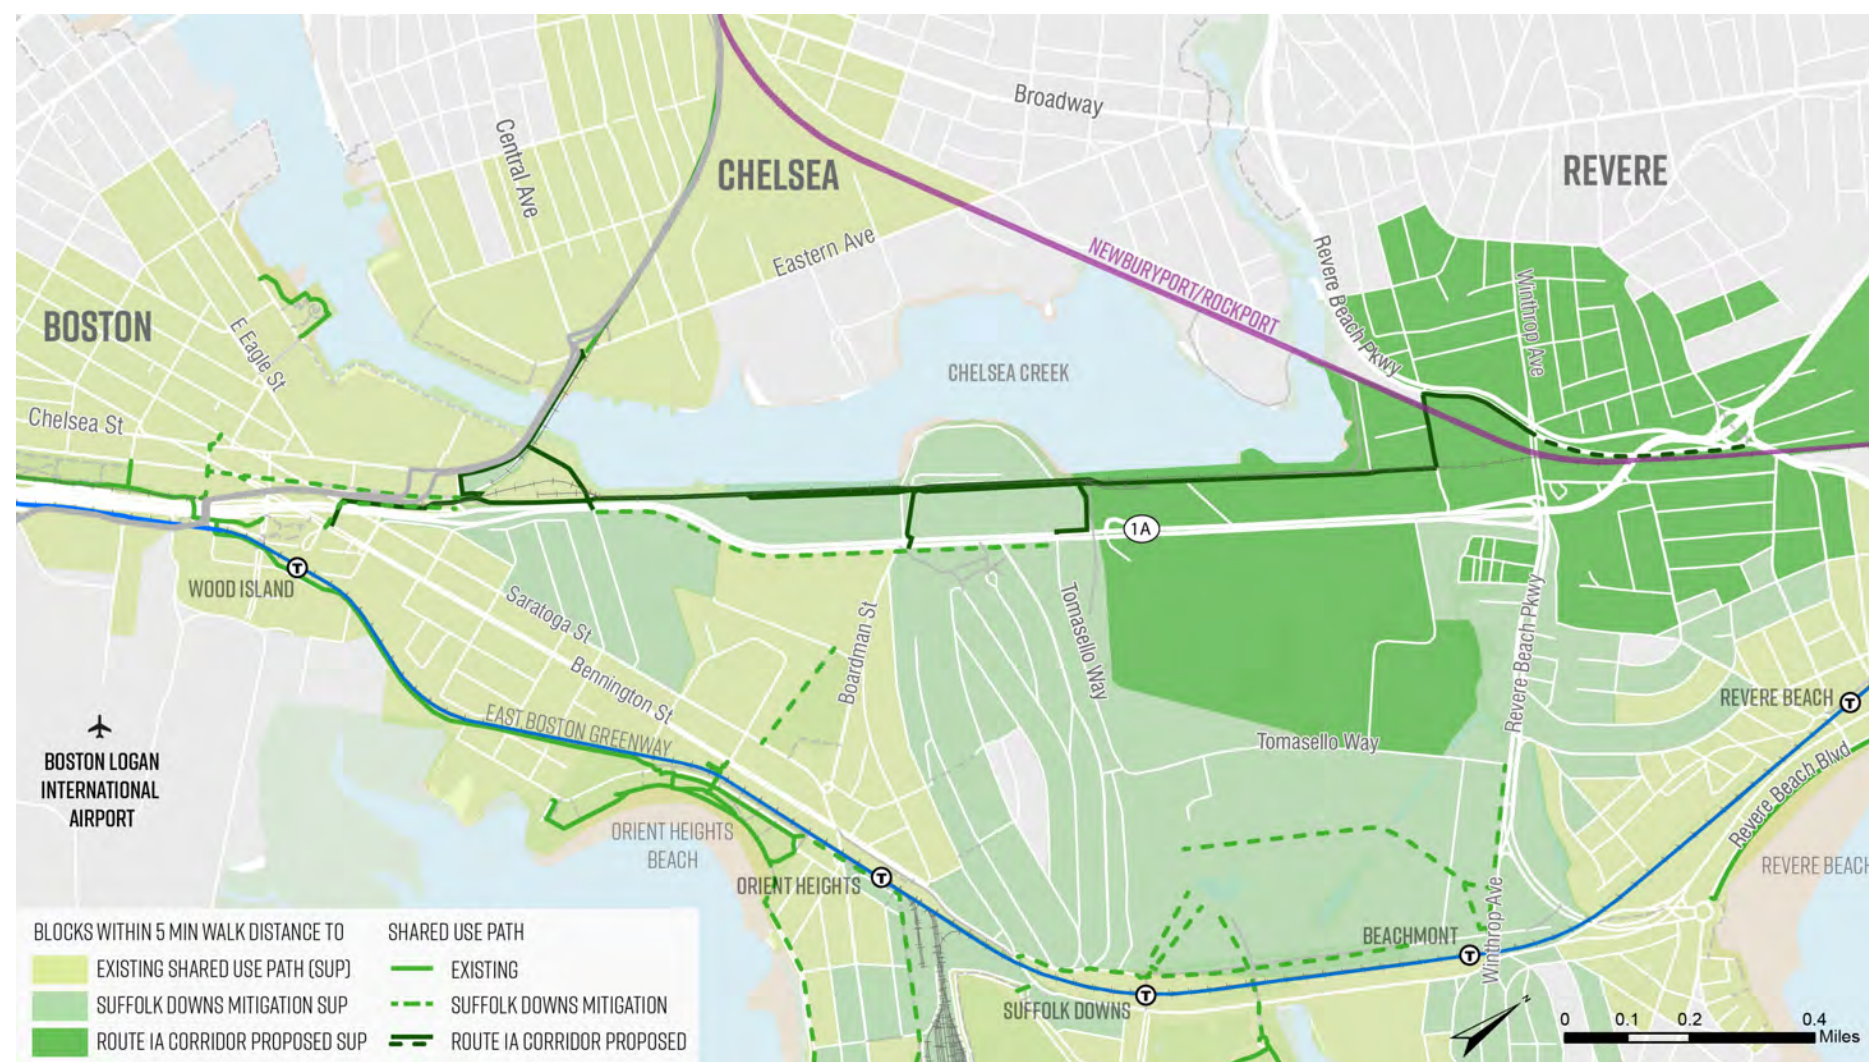 Broadway
Central Ave
CHELSEA
REVERE
Eastern Ave
NEWBURYPORT/ROCKPORT
Revere Beach Pkwy
Winthrop Ave
BOSTON
E Eagle St
CHELSEA CREEK
Chelsea St
1A
T
WOOD ISLAND
Saratoga St
Bennington St
Boardman St
Tomasello Way
Revere Beach Pkwy
EAST BOSTON GREENWAY
REVERE BEACH
T
Tomasello Way
BOSTON LOGAN
INTERNATIONAL
AIRPORT
Revere Beach Blvd
ORIENT HEIGHTS
BEACH
REVERE BEACH
ORIENT HEIGHTS
T
Winthrop Ave
BEACHMONT
T
SUFFOLK DOWNS
T
BLOCKS WITHIN 5 MIN WALK DISTANCE TO
EXISTING SHARED USE PATH (SUP)
SUFFOLK DOWNS MITIGATION SUP
ROUTE 1A CORRIDOR PROPOSED SUP
SHARED USE PATH
EXISTING
SUFFOLK DOWNS MITIGATION
ROUTE 1A CORRIDOR PROPOSED
N
0 0.1 0.2 0.4
Miles